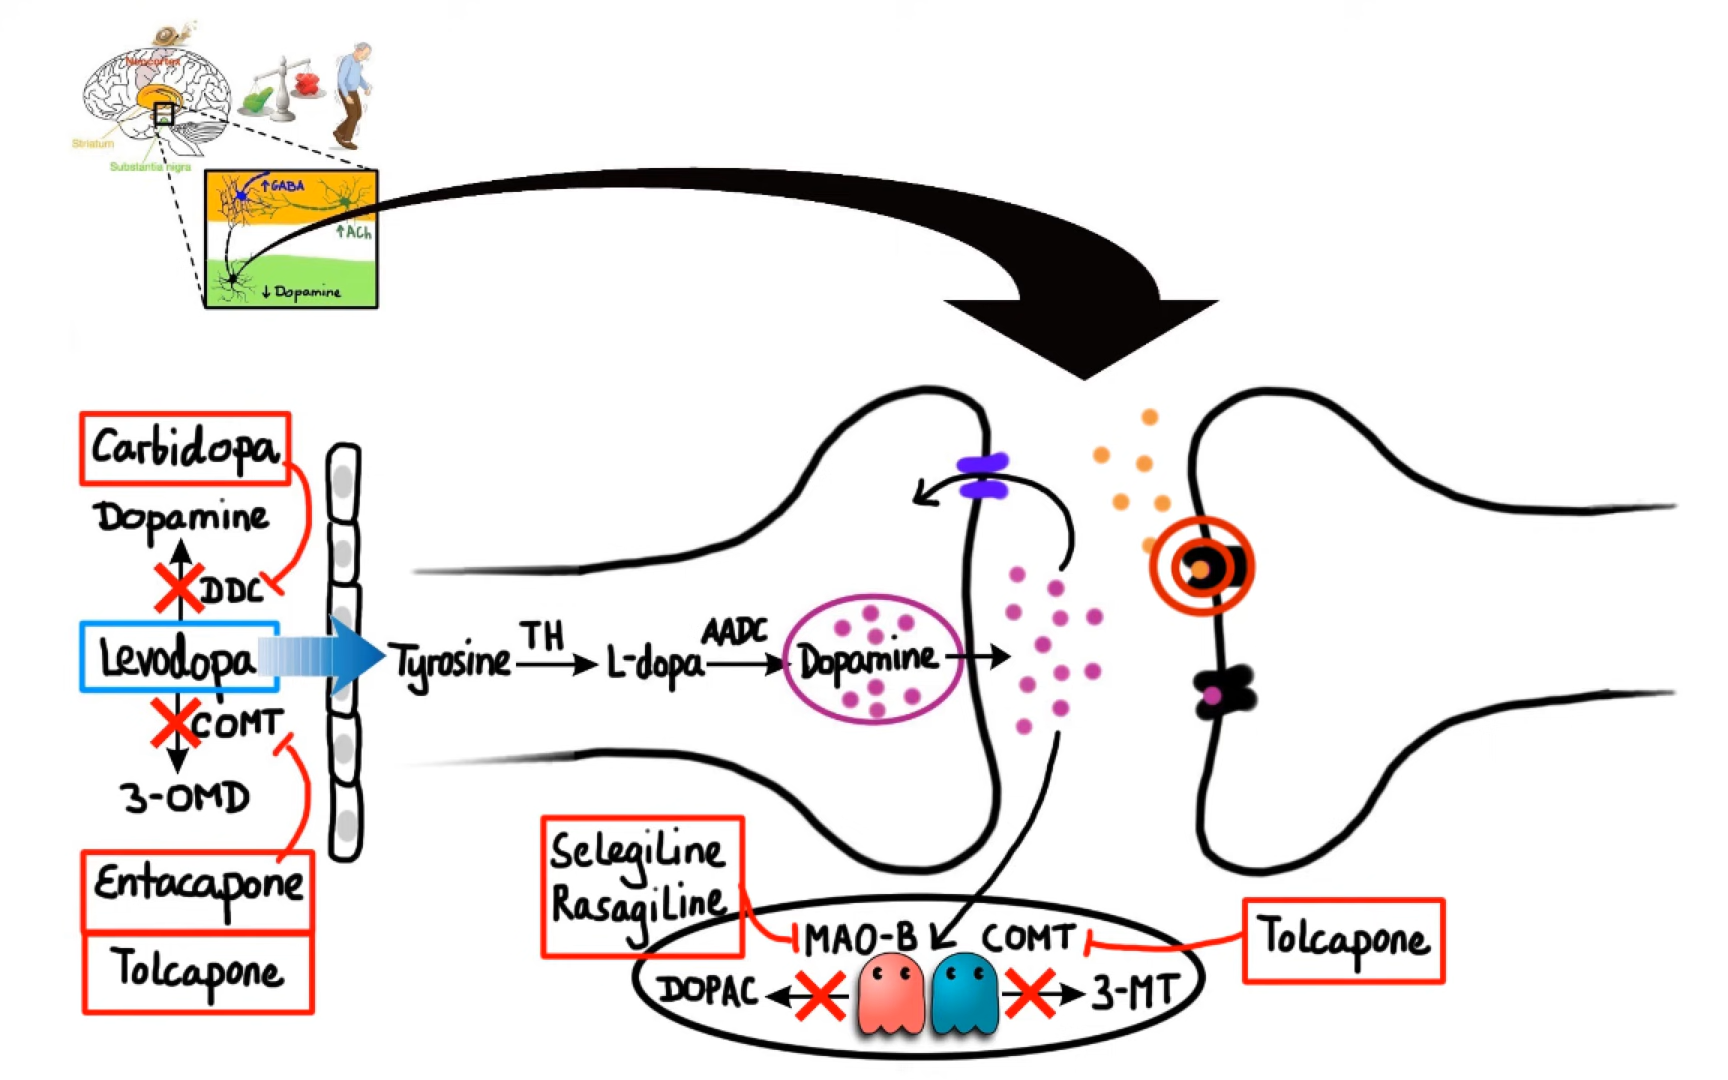 Neocortex
Striatum
Substantia nigra
↑GABA
↑ACh
↓ Dopamine
Carbidopa
Dopamine
DDC
Levodopa
COMT
3-OMD
Entacapone
Tolcapone
Tyrosine TH L-dopa AADC Dopamine
Selegiline
Rasagiline
MAO-B COMT
DOPAC 3-MT
Tolcapone